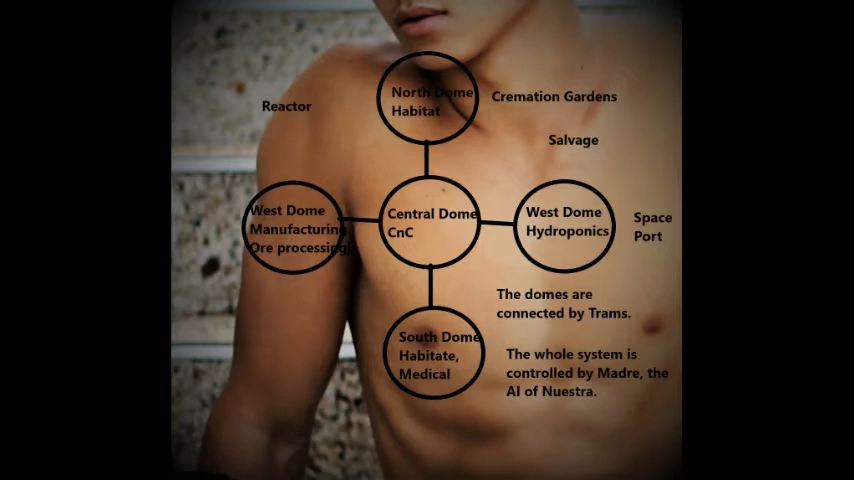 Reactor
North Dome
Habitat
Cremation Gardens
Salvage
West Dome
Manufacturing
Ore processing,
Central Dome
CnC
West Dome
Hydroponics
Space
Port
The domes are
connected by Trams.
South Dome
Habitate,
Medical
The whole system is
controlled by Madre, the
AI of Nuestra.